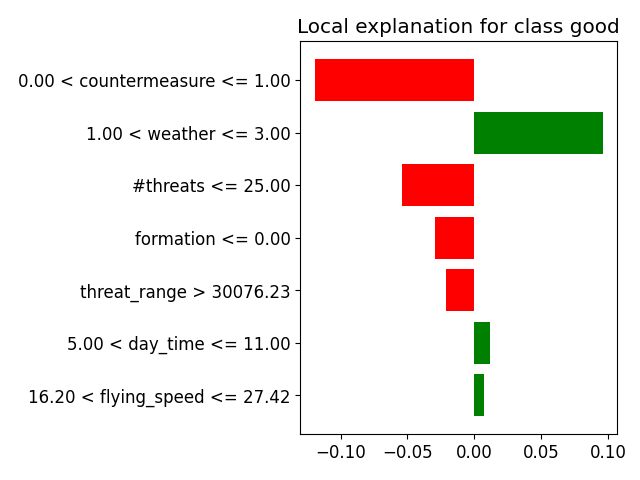 Local explanation for class good
0.00 < countermeasure <= 1.00
1.00 < weather <= 3.00
#threats <= 25.00
formation <= 0.00
threat_range > 30076.23
5.00 < day_time <= 11.00
16.20 < flying_speed <= 27.42
−0.10 −0.05 0.00 0.05 0.10